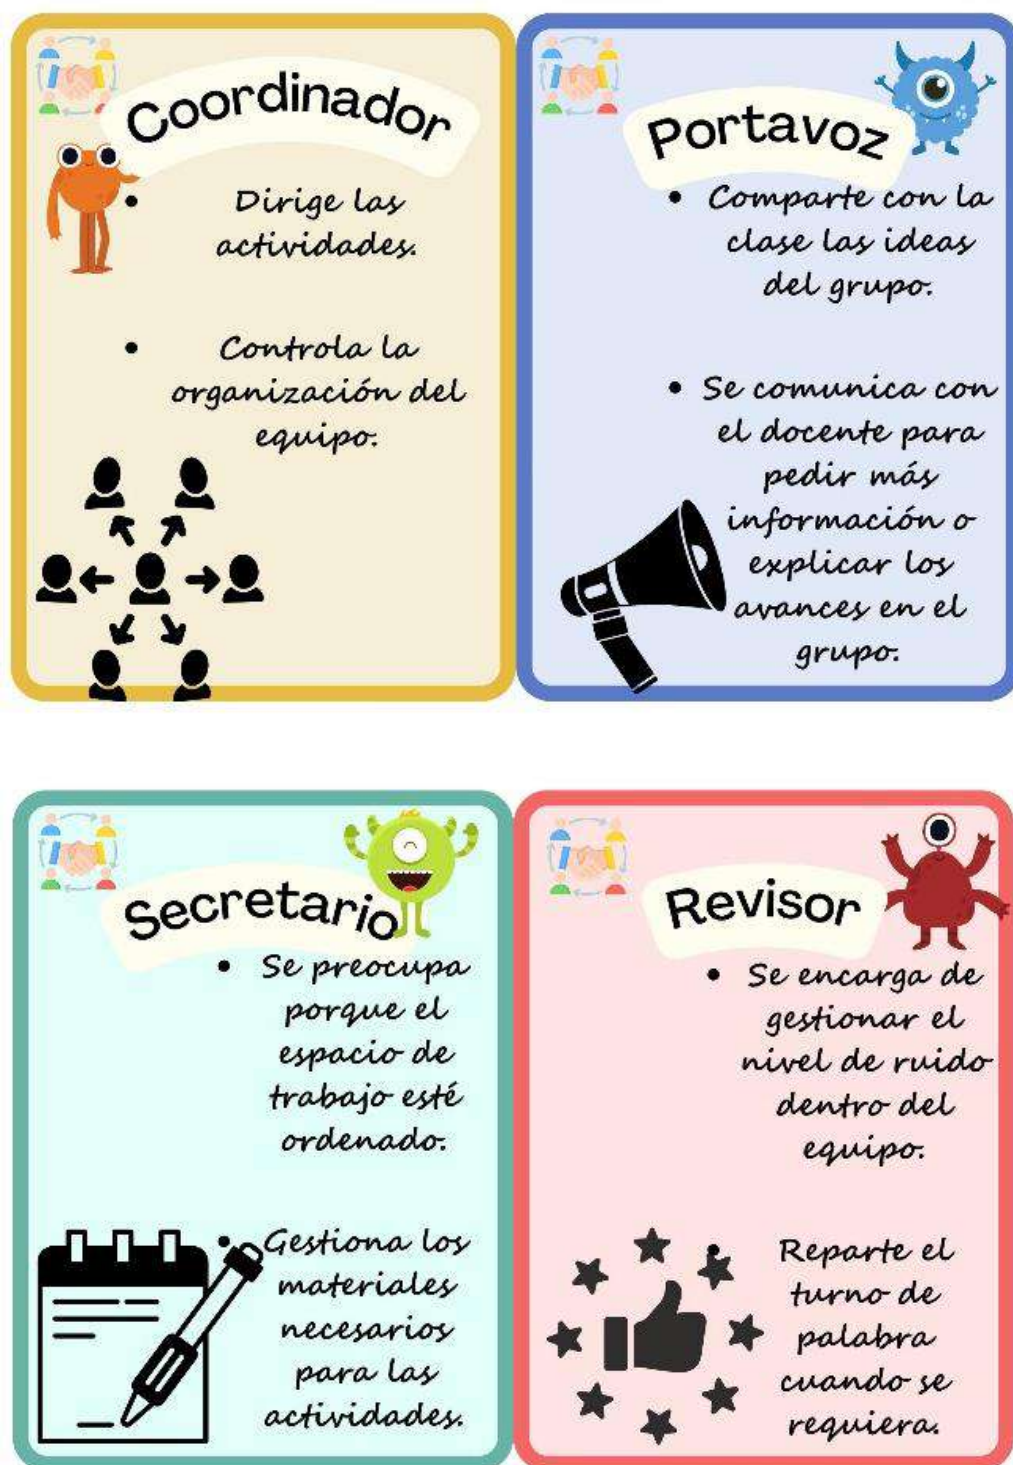 Coordinador
• Dirige las
actividades.
• Controla la
organización del
equipo.
Portavoz
• Comparte con la
clase las ideas
del grupo.
• Se comunica con
el docente para
pedir más
información o
explicar los
avances en el
grupo.
Secretario
• Se preocupa
porque el
espacio de
trabajo esté
ordenado.
• Gestiona los
materiales
necesarios
para las
actividades.
Revisor
• Se encarga de
gestionar el
nivel de ruido
dentro del
equipo.
• Reparte el
turno de
palabra
cuando se
requiera.